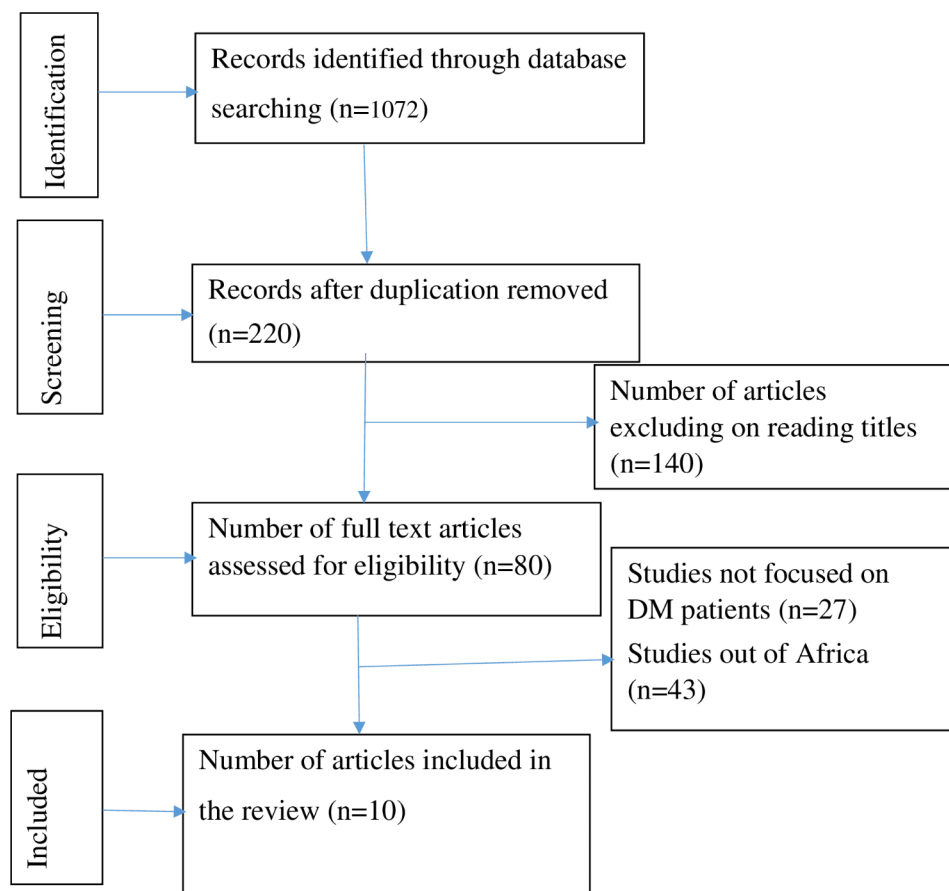 Identification
Records identified through database
searching (n=1072)
Screening
Records after duplication removed
(n=220)
Number of articles
excluding on reading titles
(n=140)
Eligibility
Number of full text articles
assessed for eligibility (n=80)
Studies not focused on
DM patients (n=27)
Studies out of Africa
(n=43)
Included
Number of articles included in
the review (n=10)